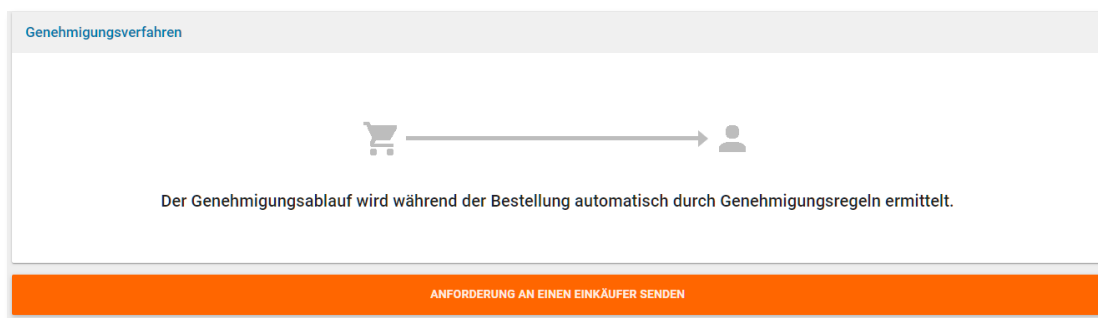 Genehmigungsverfahren
Der Genehmigungsablauf wird während der Bestellung automatisch durch Genehmigungsregeln ermittelt.
ANFORDERUNG AN EINEN EINKÄUFER SENDEN